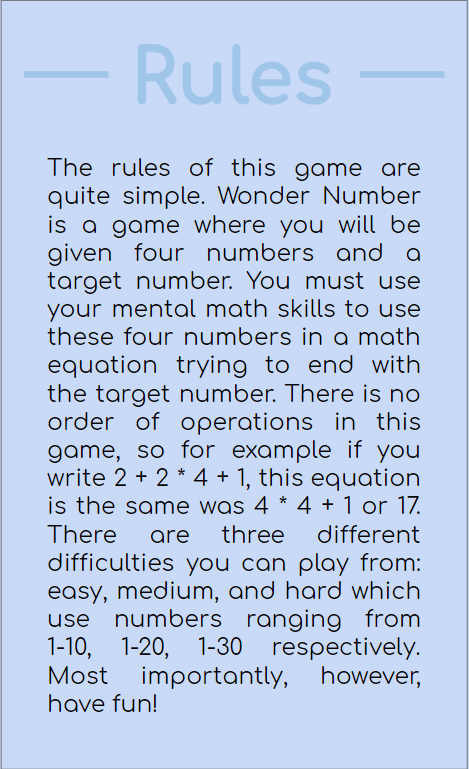 Rules
The rules of this game are
quite simple. Wonder Number
is a game where you will be
given four numbers and a
target number. You must use
your mental math skills to use
these four numbers in a math
equation trying to end with
the target number. There is no
order of operations in this
game, so for example if you
write 2 + 2 * 4 + 1, this equation
is the same was 4 * 4 + 1 or 17.
There are three different
difficulties you can play from:
easy, medium, and hard which
use numbers ranging from
1-10, 1-20, 1-30 respectively.
Most importantly, however,
have fun!